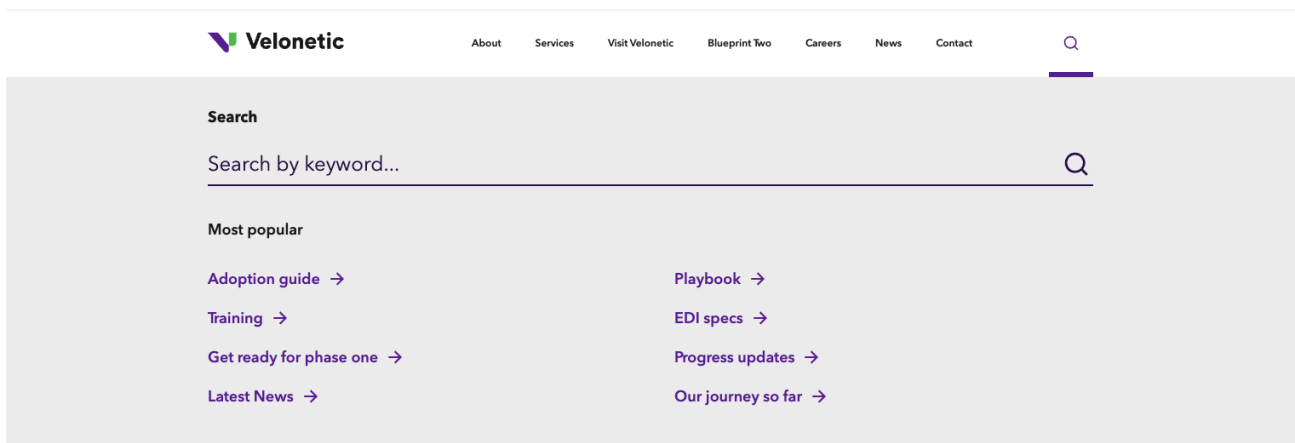 Velonetic About Services Visit Velonetic Blueprint Two Careers News Contact
Search
Search by keyword...
Most popular
Adoption guide → Playbook →
Training → EDI specs →
Get ready for phase one → Progress updates →
Latest News → Our journey so far →